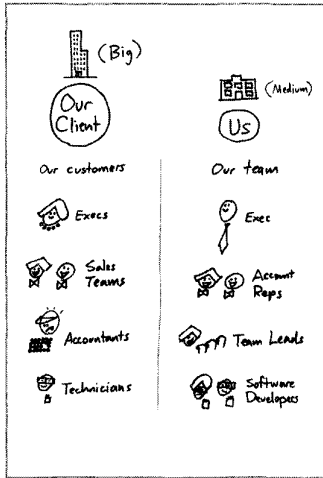 (Big)
Our
Client
Our customers
Execs
Sales
Teams
Accountants
Technicians
(Medium)
Us
Our team
Exec
Account
Reps
Team Leads
Software
Developers